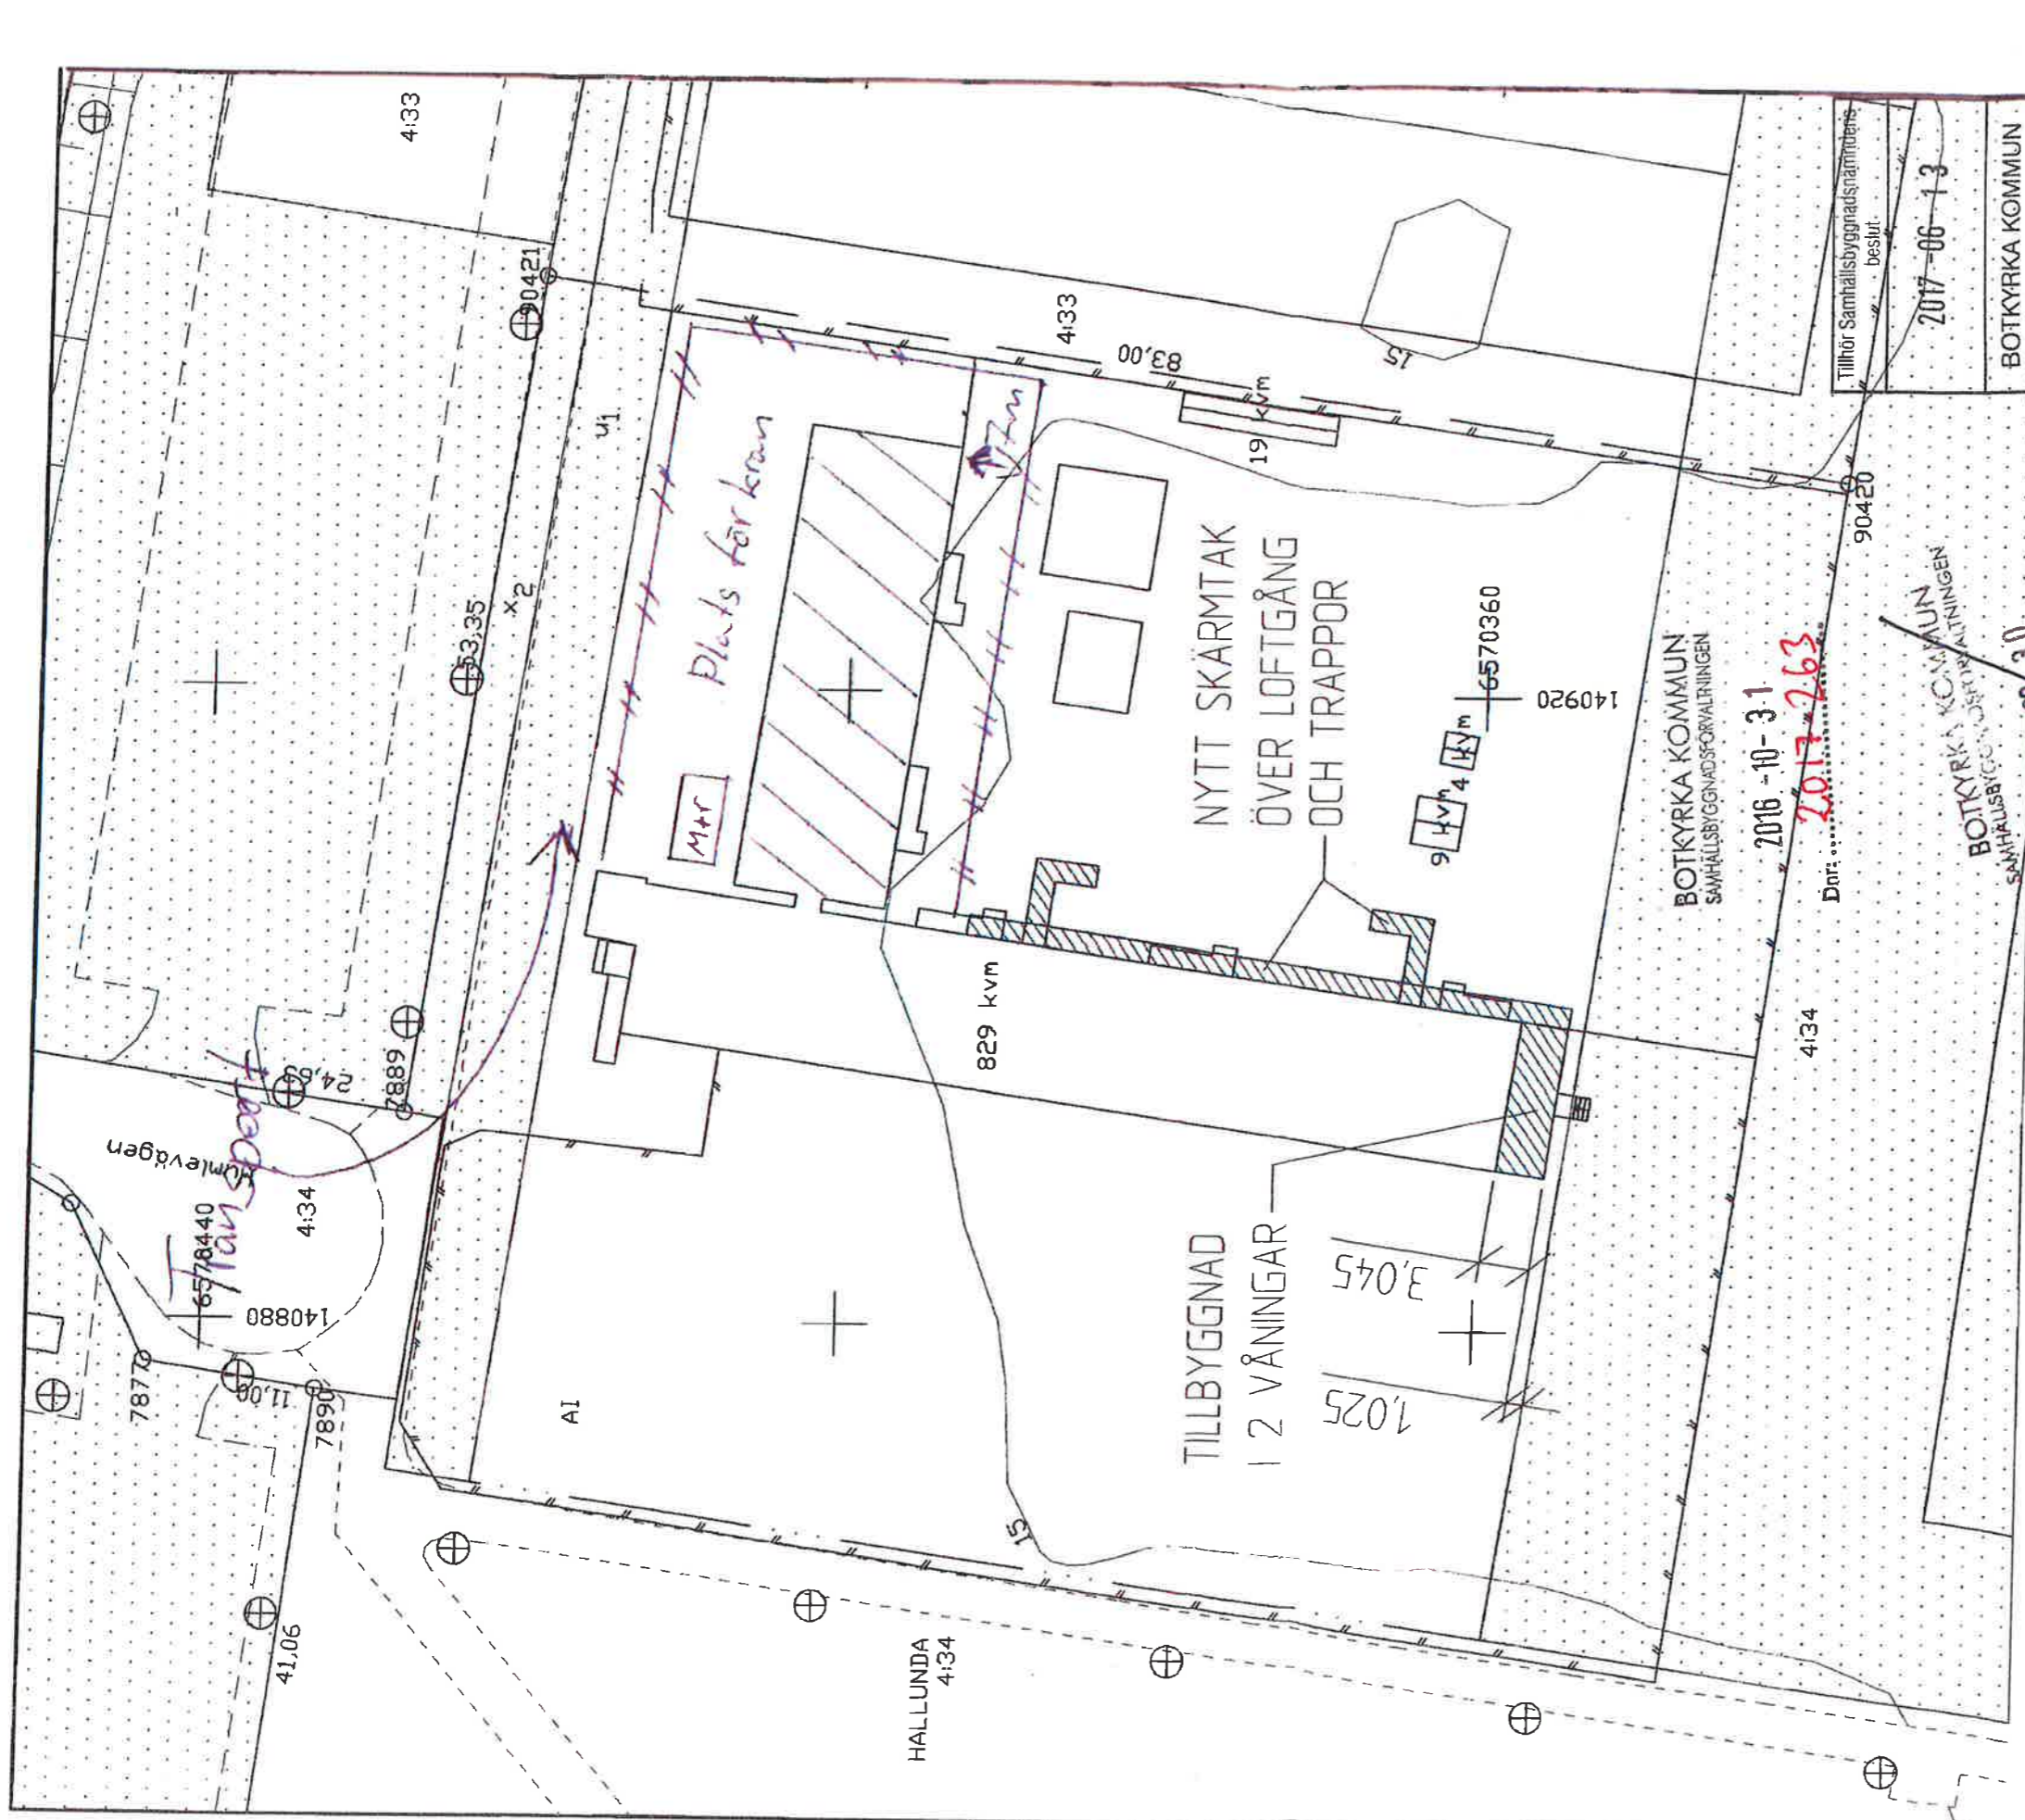 4:33
90421
53,35
x2
u1
7889
24,69
Humlevägen
Transport
4:34
6578440
140880
7877
11,00
7890
41,06
AI
HALLUNDA
4:34
15
Plats för kran
M+r
7m
4:33
83,00
19 kvm
15
829 kvm
NYTT SKÄRMTAK
ÖVER LOFTGÅNG
OCH TRAPPOR
TILLBYGGNAD
I 2 VÅNINGAR
3,045
1,025
9 kvm
4 kvm
6570360
140920
90420
4:34
BOTKYRKA KOMMUN
SAMHÄLLSBYGGNADSFÖRVALTNINGEN
2016-10-31
Dnr: 2017-263
BOTKYRKA KOMMUN
Tillhör Samhällsbyggnadsnämndens
beslut
2017-06-13
BOTKYRKA KOMMUN